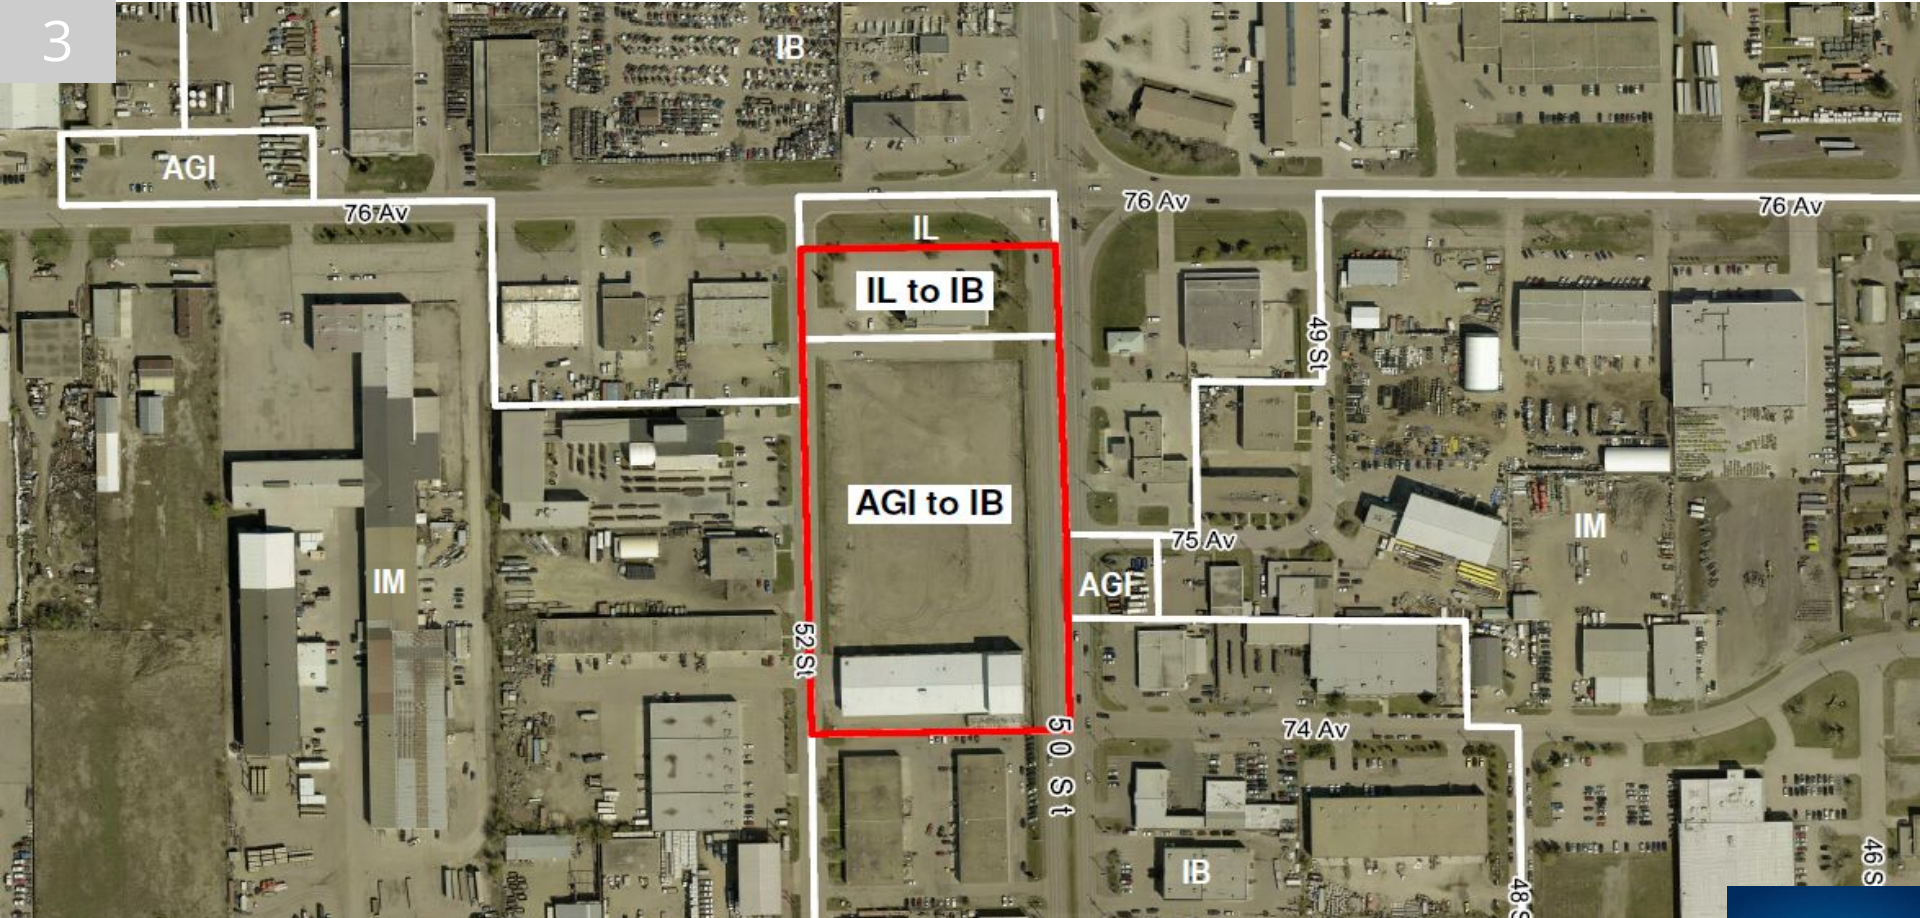 3
IB
AGI
76 Av
76 Av
76 Av
IL
IL to IB
49 St
AGI to IB
75 Av
IM
IM
AGI
52 St
50 St
74 Av
IB
46 S
48 S